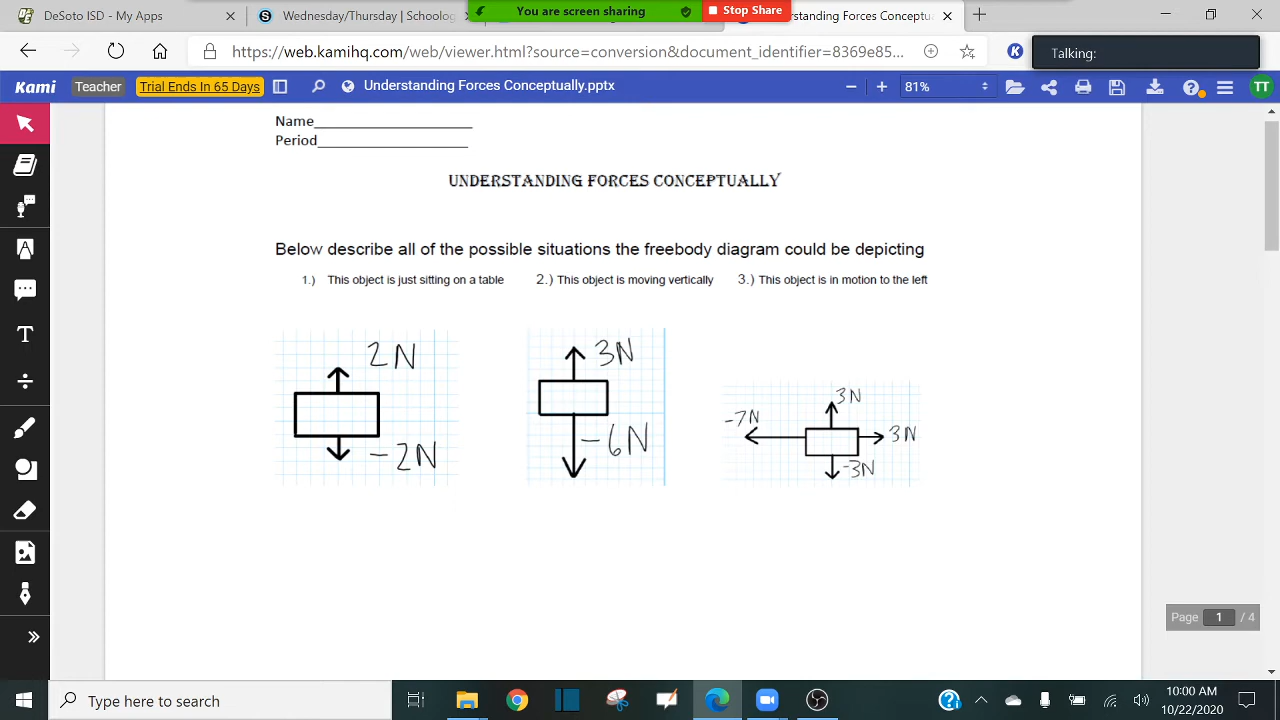 DeSoto ISD - My Apps
Wednesday/Thursday | Schoolog
You are screen sharing
Stop Share
Understanding Forces Conceptu
https://web.kamihq.com/web/viewer.html?source=conversion&document_identifier=8369e85...
Talking:
Kami
Teacher
Trial Ends In 65 Days
Understanding Forces Conceptually.pptx
81%
TT
Name
Period
UNDERSTANDING FORCES CONCEPTUALLY
Below describe all of the possible situations the freebody diagram could be depicting
1.) This object is just sitting on a table 2.) This object is moving vertically 3.) This object is in motion to the left
2N
-2N
3N
-6N
3N
-7N
3N
-3N
Page 1 / 4
Type here to search
10:00 AM
10/22/2020